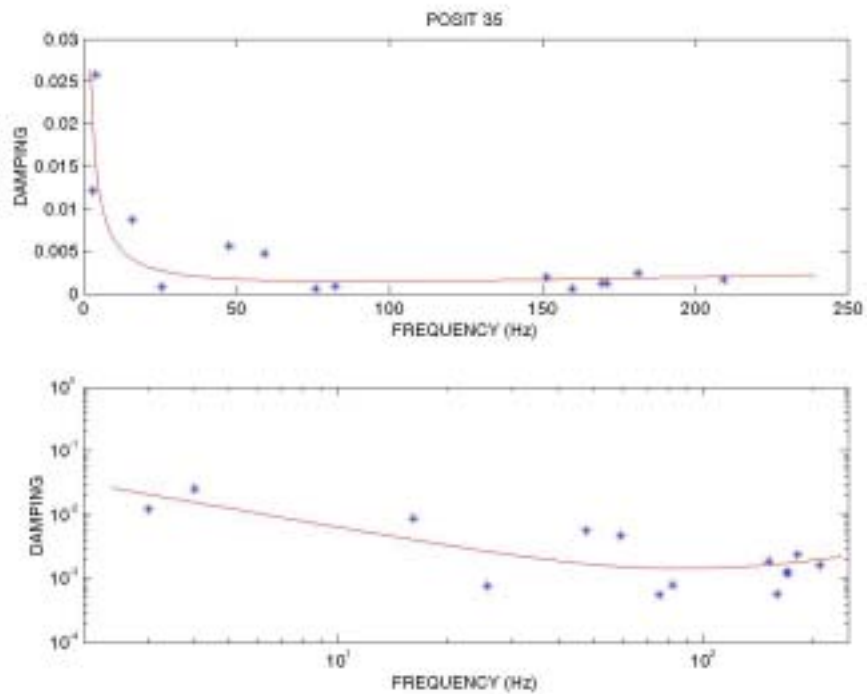 POSIT 35
0.03
0.025
0.02
0.015
0.01
0.005
0
DAMPING
0 50 100 150 200 250
FREQUENCY (Hz)
10⁰
10⁻¹
10⁻²
10⁻³
10⁻⁴
DAMPING
10¹ 10²
FREQUENCY (Hz)